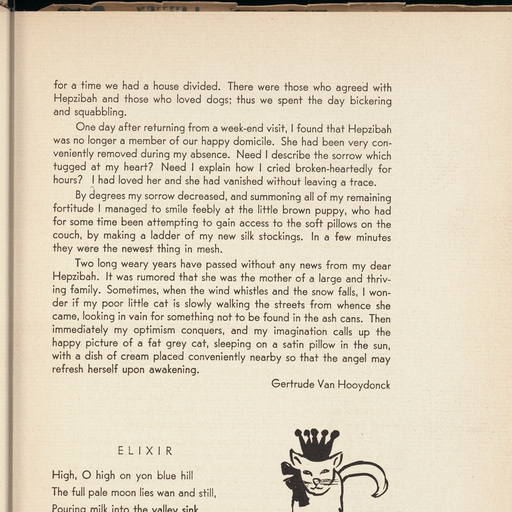 for a time we had a house divided. There were those who agreed with
Hepzibah and those who loved dogs; thus we spent the day bickering
and squabbling.
One day after returning from a week-end visit, I found that Hepizbah
was no longer a member of our happy domicile. She had been very con-
veniently removed during my absence. Need I describe the sorrow which
tugged at my heart? Need I explain how I cried broken-heartedly for
hours? I had loved her and she had vanished without leaving a trace.
By degrees my sorrow decreased, and summoning all of my remaining
fortitude I managed to smile feebly at the little brown puppy, who had
for some time been attempting to gain access to the soft pillows on the
couch, by making a ladder of my new silk stockings. In a few minutes
they were the newest thing in mesh.
Two long weary years have passed without any news from my dear
Hepzibah. It was rumored that she was the mother of a large and thriv-
ing family. Sometimes, when the wind whistles and the snow falls, I won-
der if my poor little cat is slowly walking the streets from whence she
came, looking in vain for something not to be found in the ash cans. Then
immediately my optimism conquers, and my imagination calls up the
happy picture of a fat grey cat, sleeping on a satin pillow in the sun,
with a dish of cream placed conveniently nearby so that the angel may
refresh herself upon awakening.
Gertrude Van Hooydonck
ELIXIR
High, O high on yon blue hill
The full pale moon lies wan and still,
Pouring milk into the valley sink